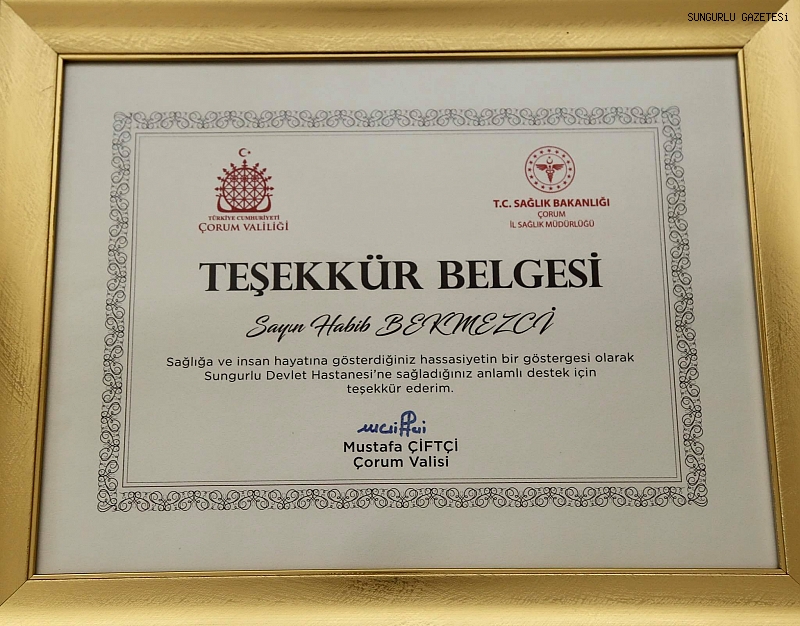 SUNGURLU GAZETESi
TÜRKİYE CUMHURİYETİ
ÇORUM VALİLİĞİ
T.C. SAĞLIK BAKANLIĞI
ÇORUM
İL SAĞLIK MÜDÜRLÜĞÜ
TEŞEKKÜR BELGESİ
Sayın Habib BEKMEZCİ
Sağlığa ve insan hayatına gösterdiğiniz hassasiyetin bir göstergesi olarak
Sungurlu Devlet Hastanesi'ne sağladığınız anlamlı destek için
teşekkür ederim.
Mustafa ÇİFTÇİ
Çorum Valisi